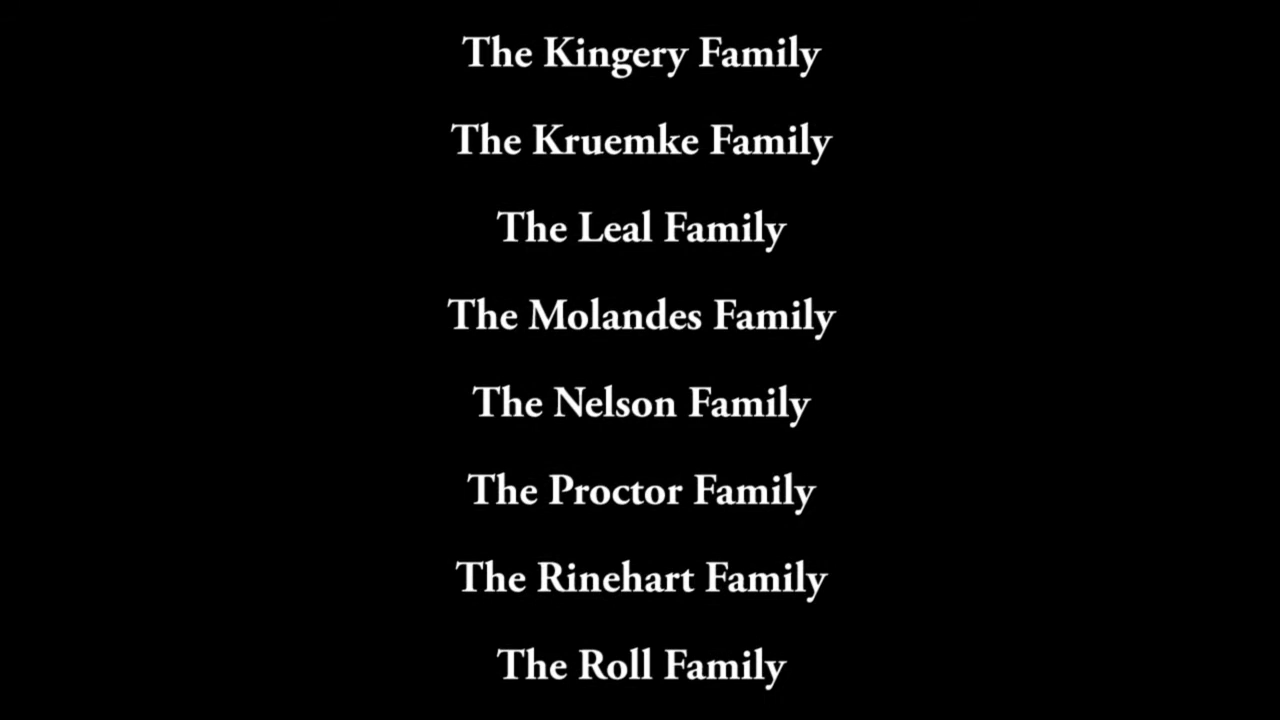 The Kingery Family
The Kruemke Family
The Leal Family
The Molandes Family
The Nelson Family
The Proctor Family
The Rinehart Family
The Roll Family